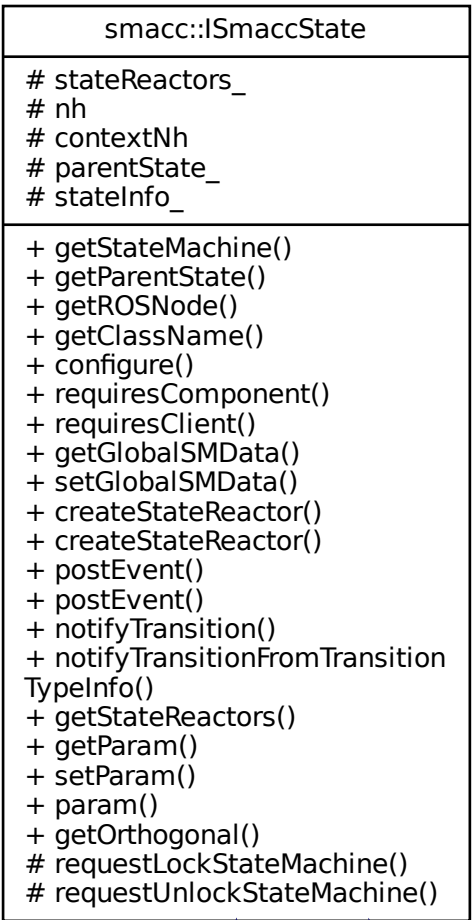 smacc::ISmaccState
# stateReactors_
# nh
# contextNh
# parentState_
# stateInfo_
+ getStateMachine()
+ getParentState()
+ getROSNode()
+ getClassName()
+ configure()
+ requiresComponent()
+ requiresClient()
+ getGlobalSMData()
+ setGlobalSMData()
+ createStateReactor()
+ createStateReactor()
+ postEvent()
+ postEvent()
+ notifyTransition()
+ notifyTransitionFromTransition
TypeInfo()
+ getStateReactors()
+ getParam()
+ setParam()
+ param()
+ getOrthogonal()
# requestLockStateMachine()
# requestUnlockStateMachine()